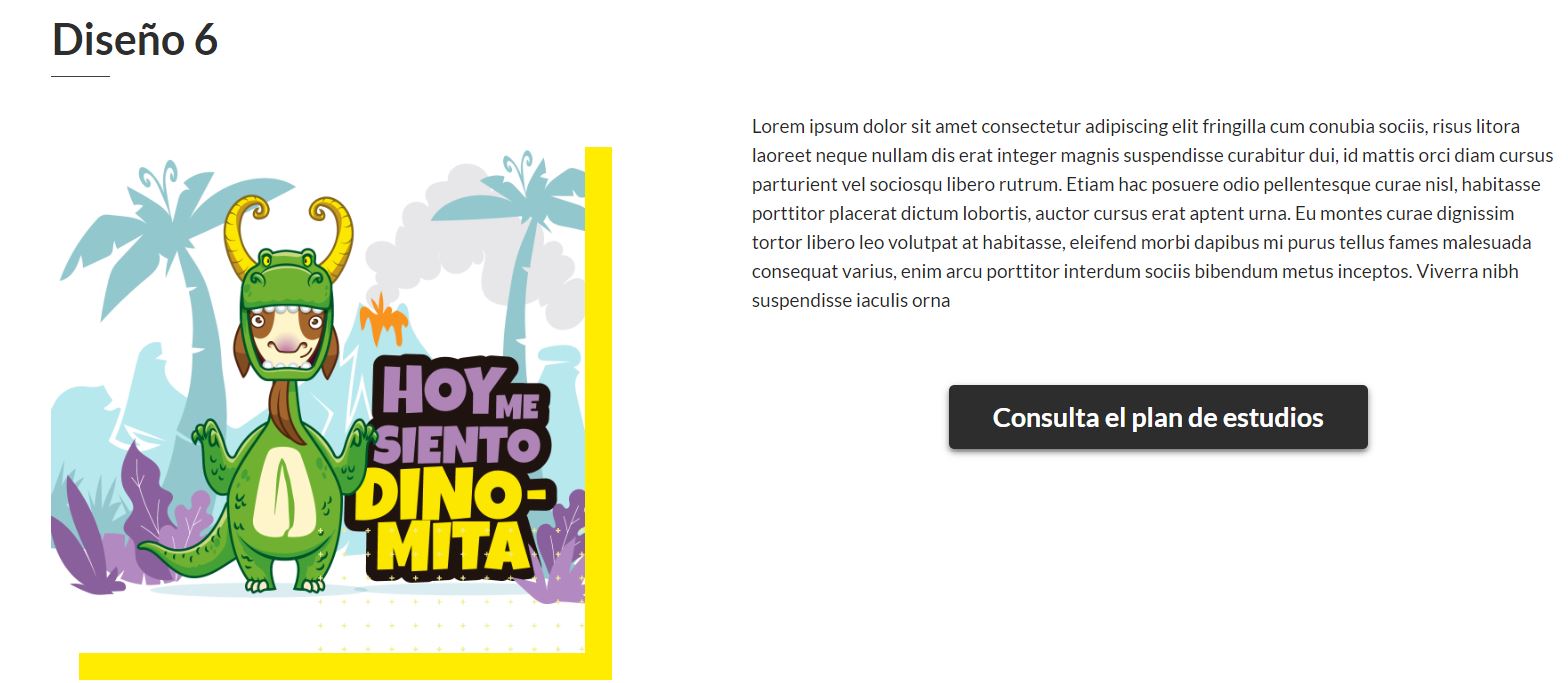 Diseño 6
HOY ME
SIENTO
DINO-
MITA
Lorem ipsum dolor sit amet consectetur adipiscing elit fringilla cum conubia sociis, risus litora
laoreet neque nullam dis erat integer magnis suspendisse curabitur dui, id mattis orci diam cursus
parturient vel sociosqu libero rutrum. Etiam hac posuere odio pellentesque curae nisl, habitasse
porttitor placerat dictum lobortis, auctor cursus erat aptent urna. Eu montes curae dignissim
tortor libero leo volutpat at habitasse, eleifend morbi dapibus mi purus tellus fames malesuada
consequat varius, enim arcu porttitor interdum sociis bibendum metus inceptos. Viverra nibh
suspendisse iaculis orna
Consulta el plan de estudios